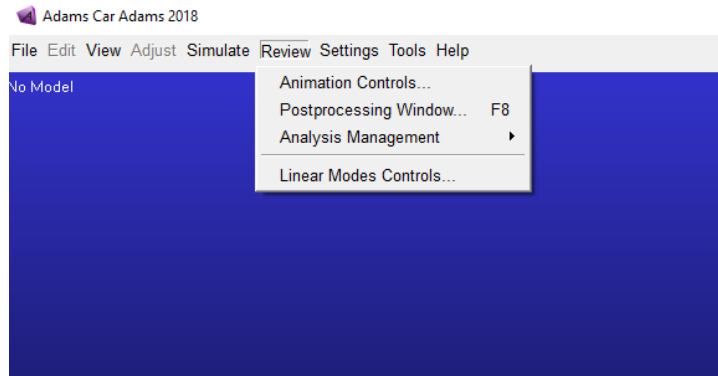 Adams Car Adams 2018
File Edit View Adjust Simulate Review Settings Tools Help
No Model
Animation Controls...
Postprocessing Window... F8
Analysis Management
Linear Modes Controls...